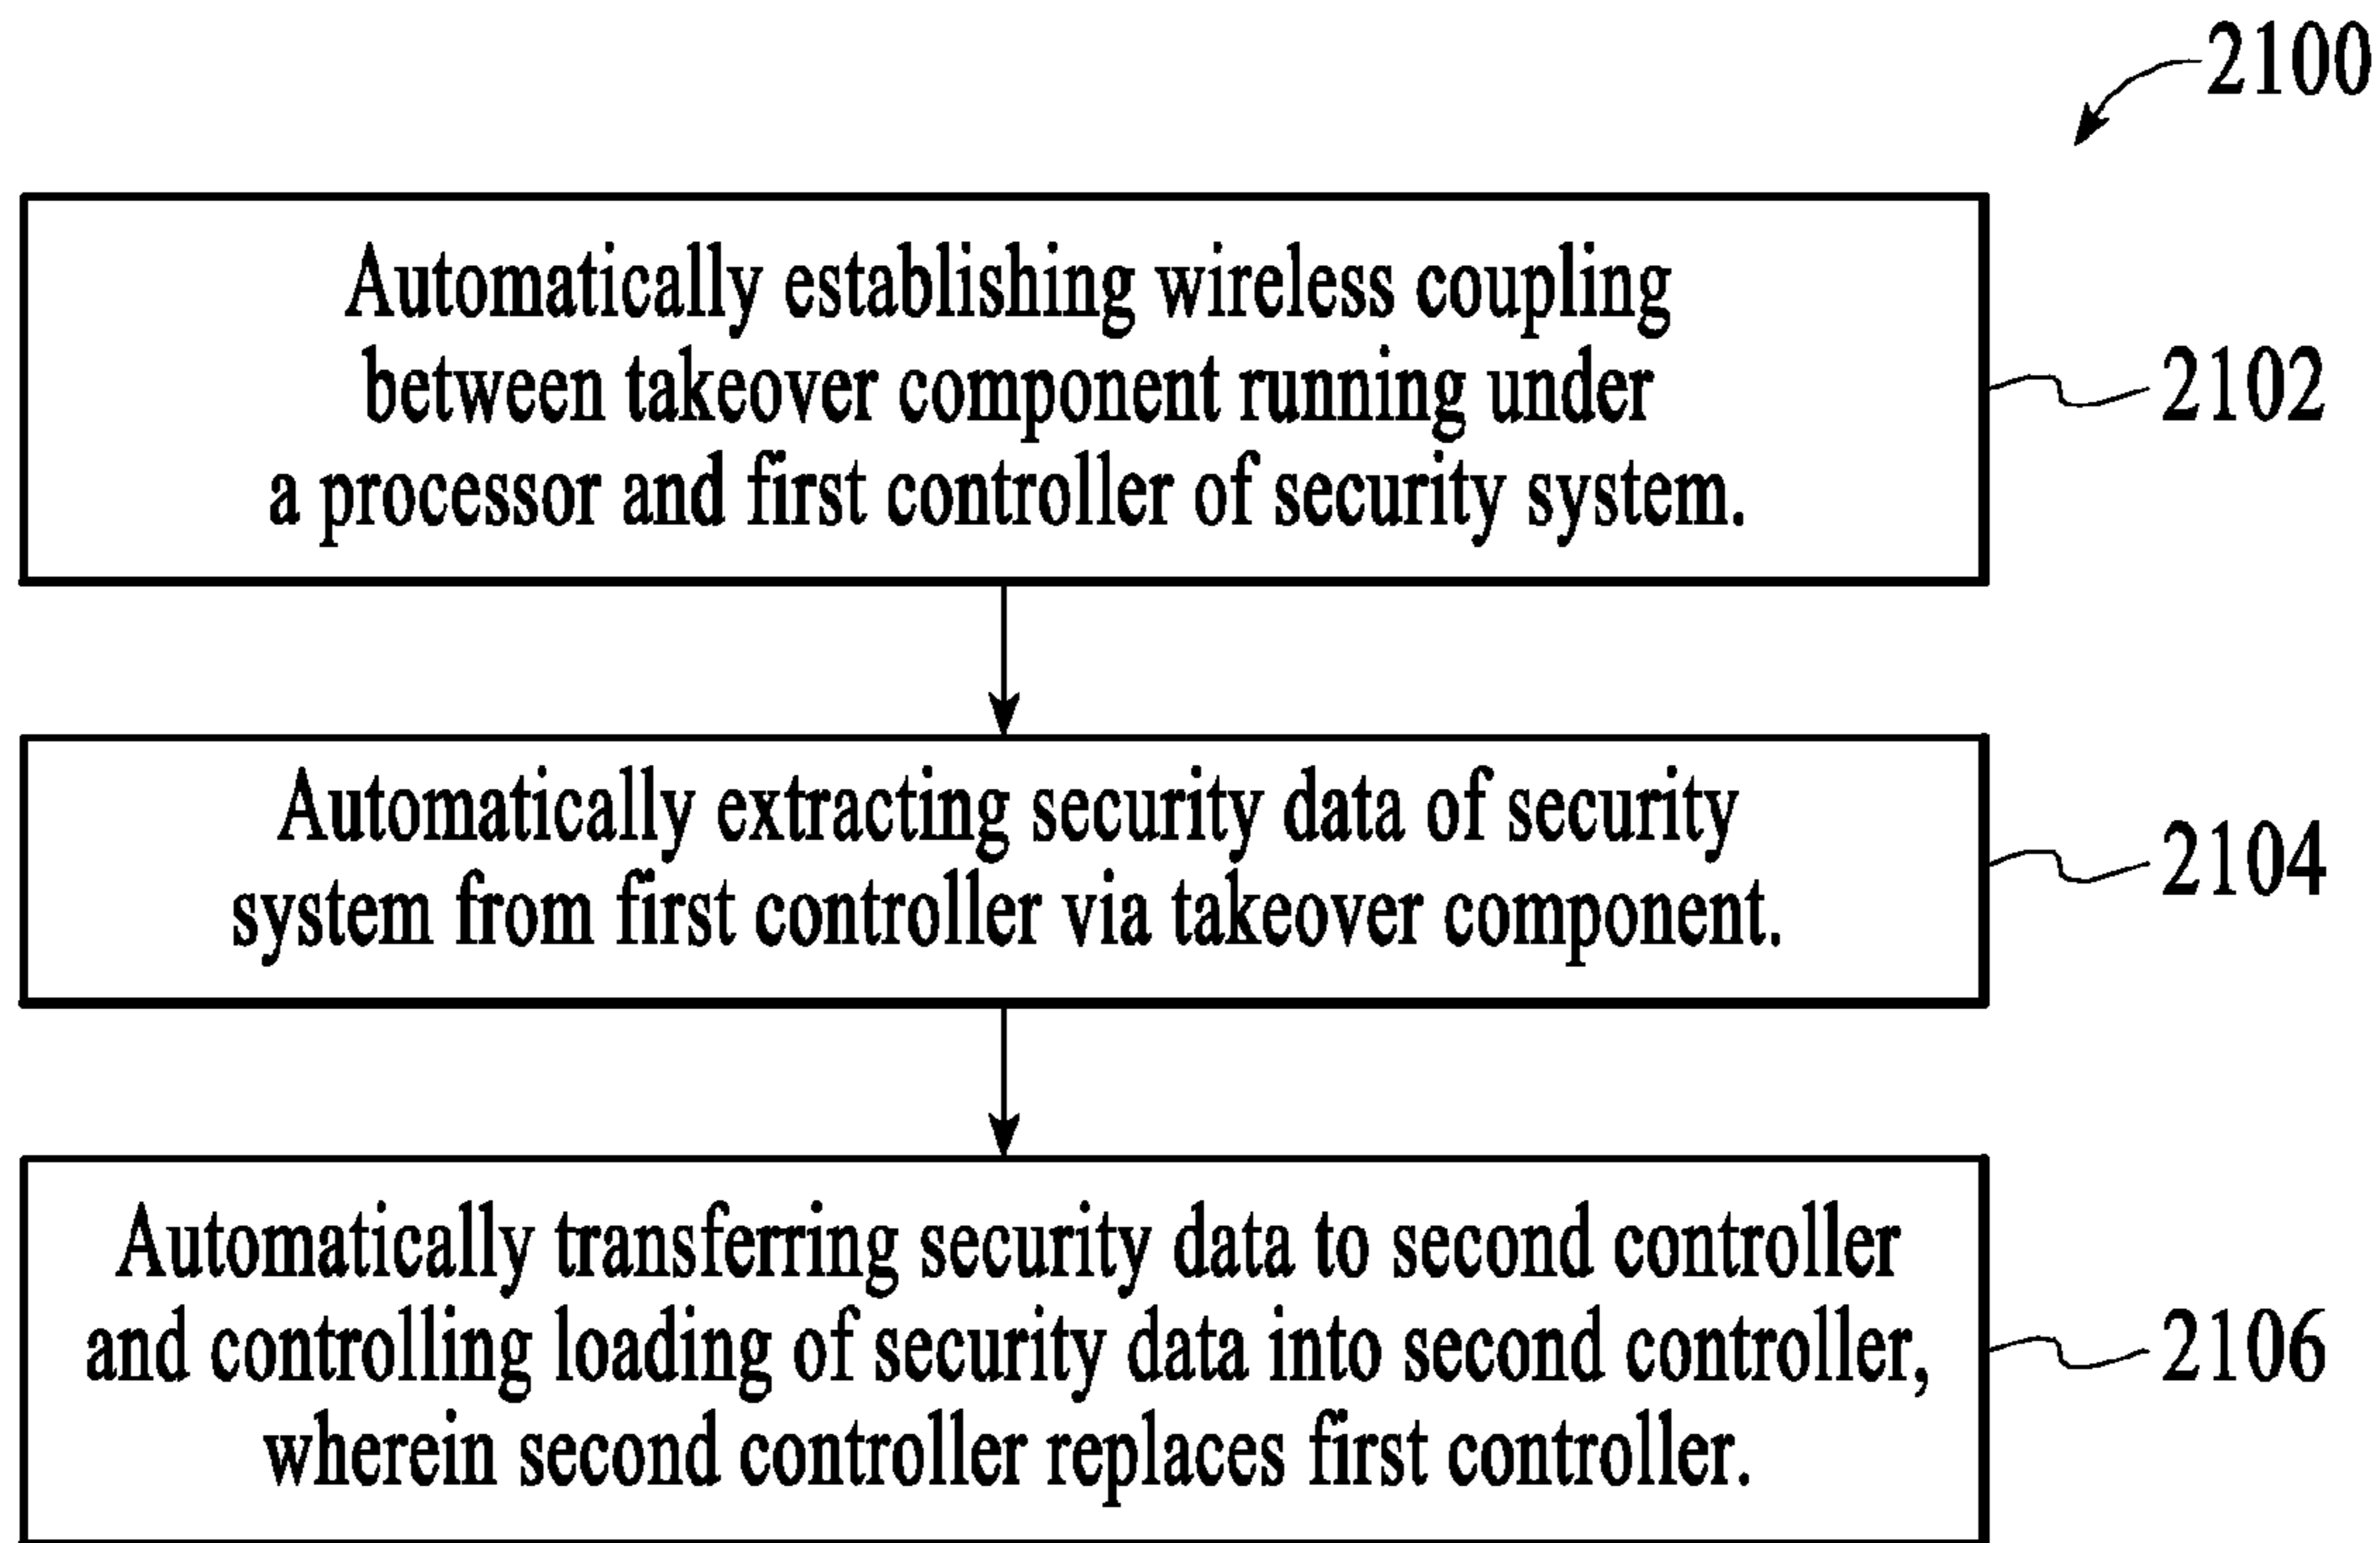 2100
Automatically establishing wireless coupling
between takeover component running under
a processor and first controller of security system.
2102
Automatically extracting security data of security
system from first controller via takeover component.
2104
Automatically transferring security data to second controller
and controlling loading of security data into second controller,
wherein second controller replaces first controller.
2106